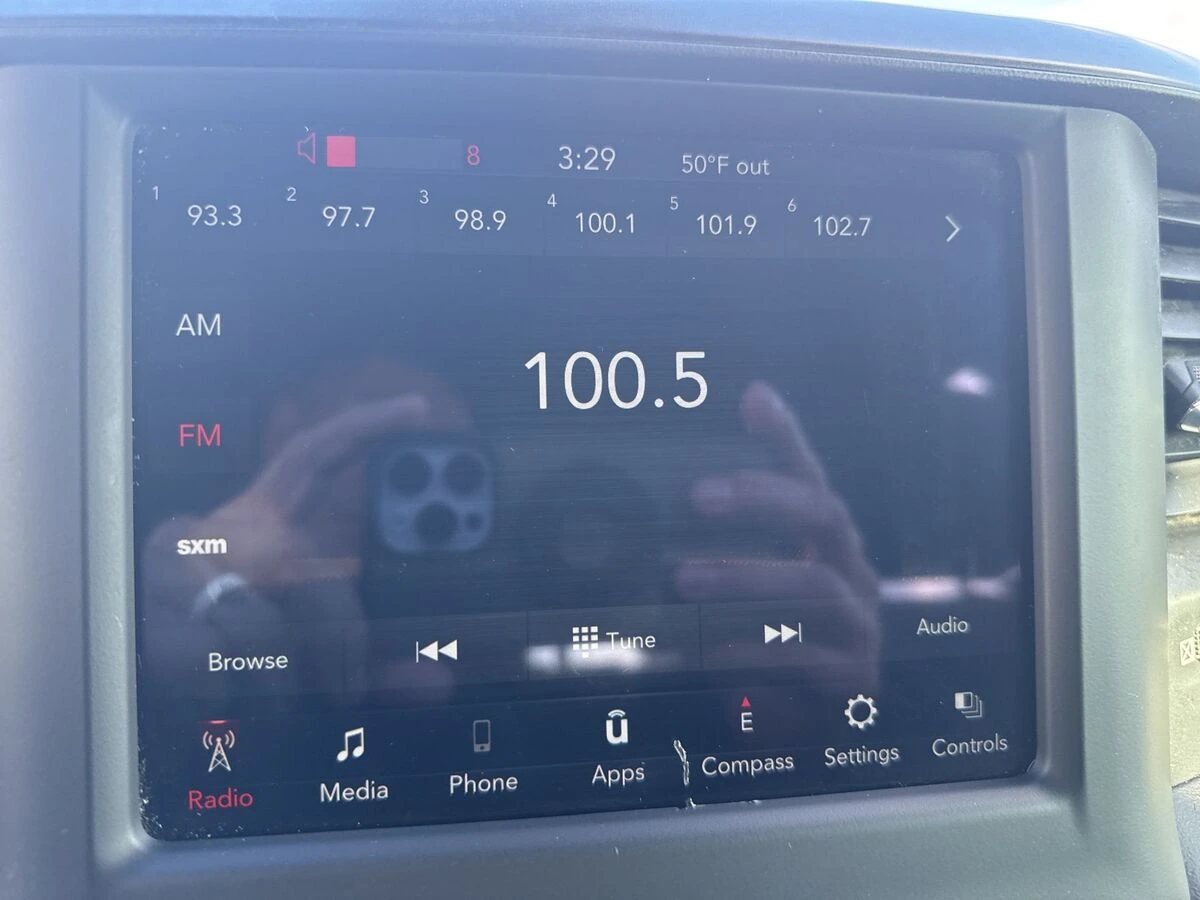 8 3:29 50°F out
1 93.3 2 97.7 3 98.9 4 100.1 5 101.9 6 102.7
AM
100.5
FM
sxm
Browse Tune Audio
E
Radio Media Phone Apps Compass Settings Controls